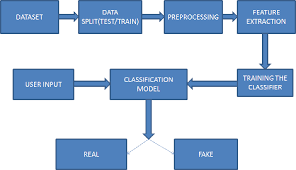 DATASET
DATA
SPLIT(TEST/TRAIN)
PREPROCESSING
FEATURE
EXTRACTION
USER INPUT
CLASSIFICATION
MODEL
TRAINING THE
CLASSIFIER
REAL
FAKE